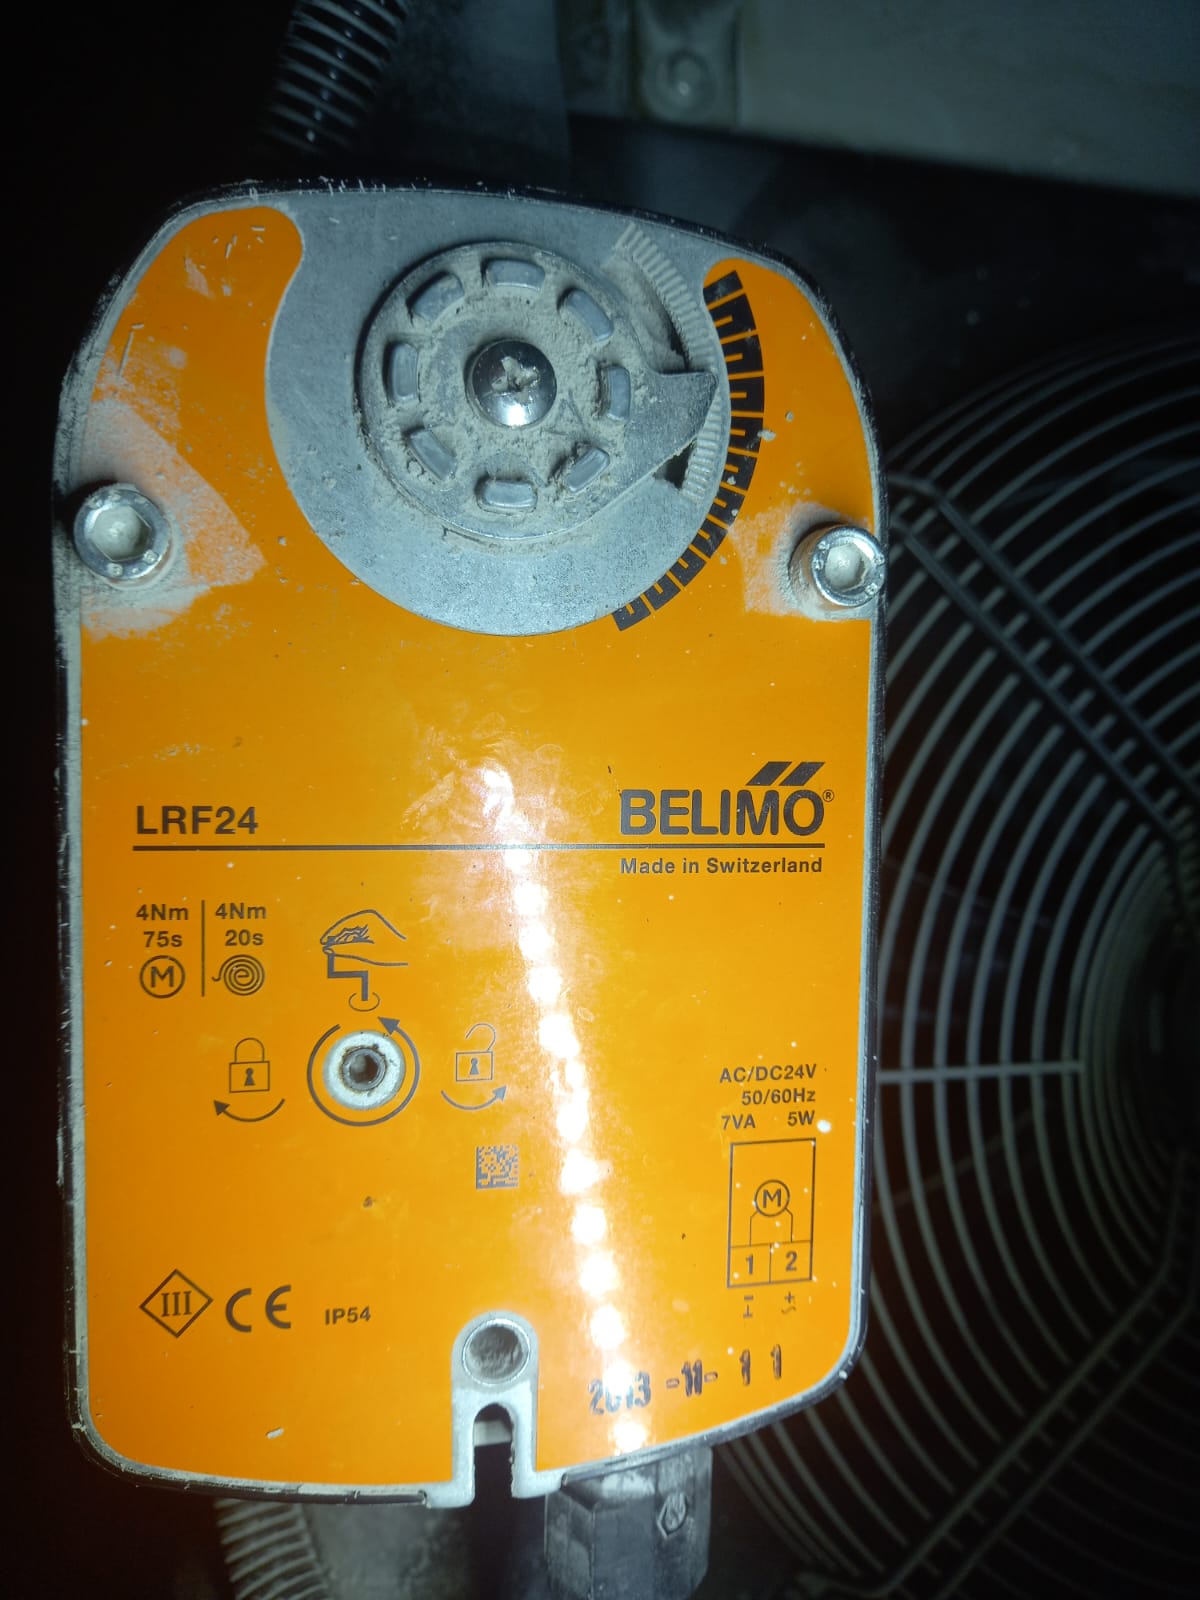 LRF24
BELIMO®
Made in Switzerland
4Nm 4Nm
75s 20s
M
AC/DC24V
50/60Hz
7VA 5W
M
1 2
III CE IP54
2013-11-11